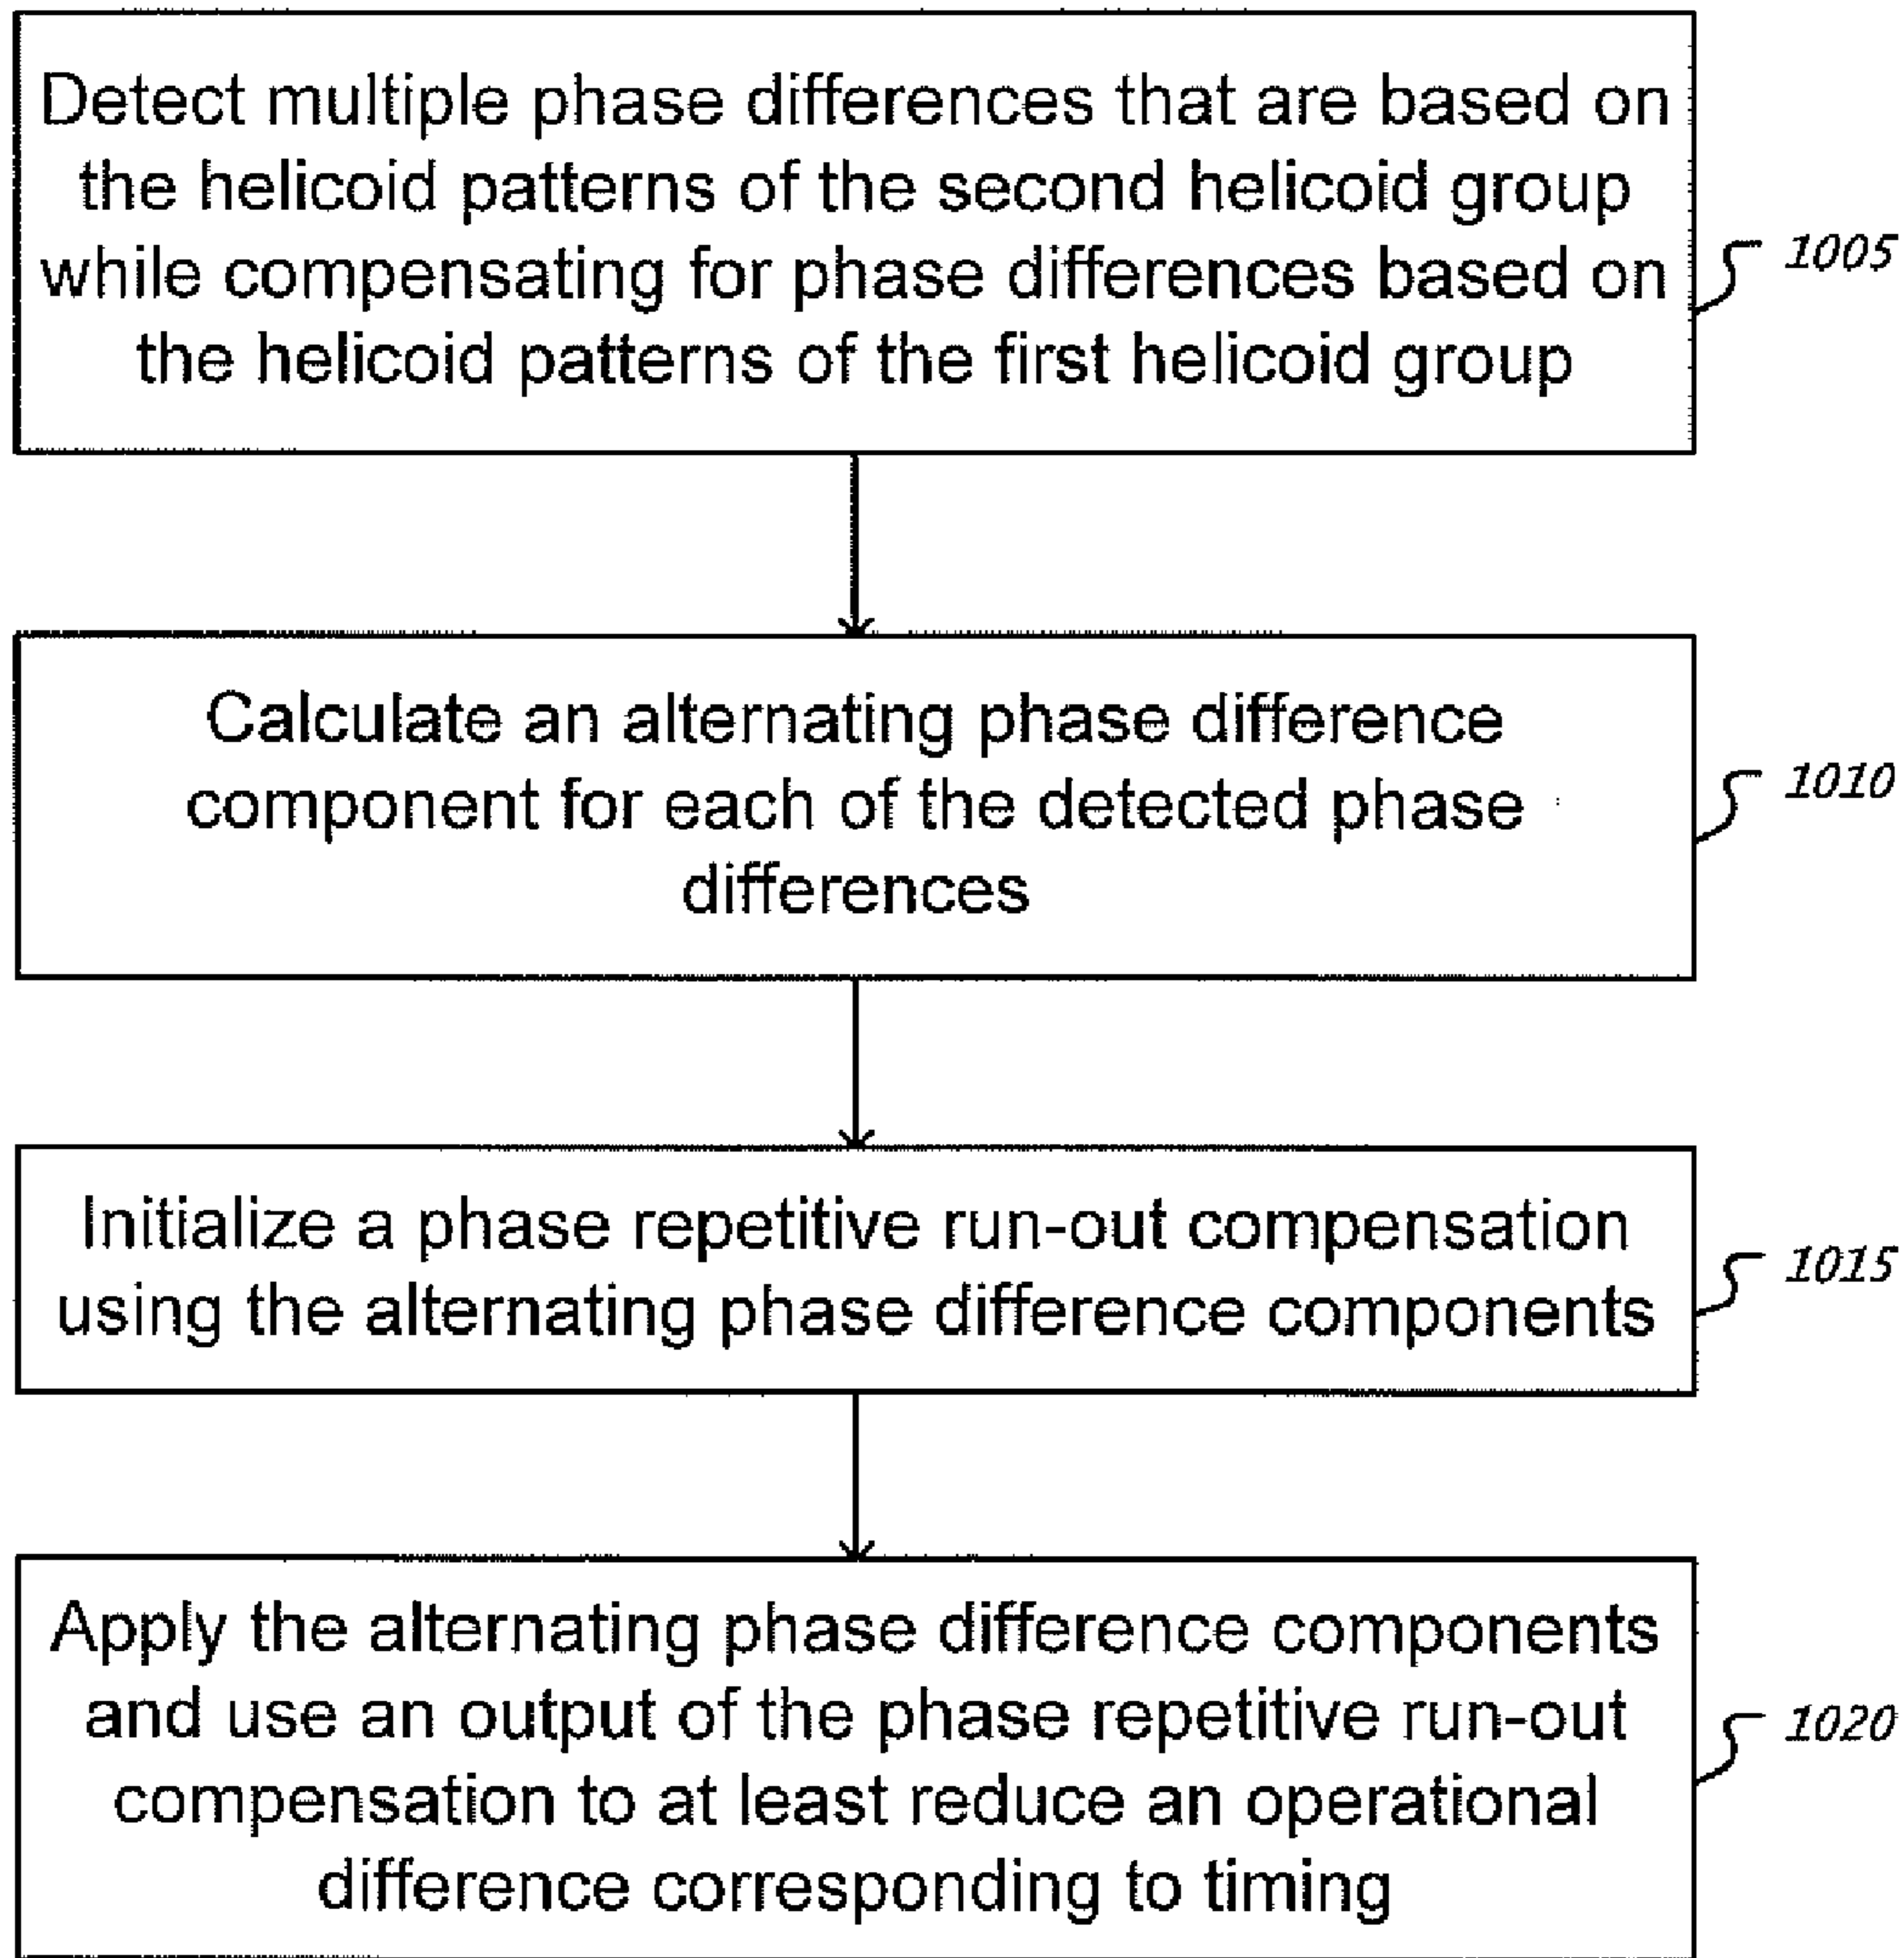 Detect multiple phase differences that are based on
the helicoid patterns of the second helicoid group
while compensating for phase differences based on
the helicoid patterns of the first helicoid group
1005
Calculate an alternating phase difference
component for each of the detected phase
differences
1010
Initialize a phase repetitive run-out compensation
using the alternating phase difference components
1015
Apply the alternating phase difference components
and use an output of the phase repetitive run-out
compensation to at least reduce an operational
difference corresponding to timing
1020